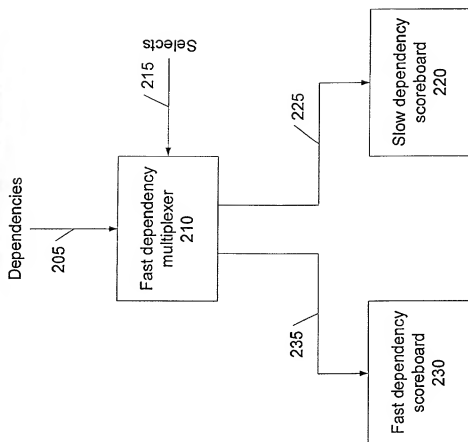 Dependencies
205
Selects
215
Fast dependency
multiplexer
210
235
225
Fast dependency
scoreboard
230
Slow dependency
scoreboard
220